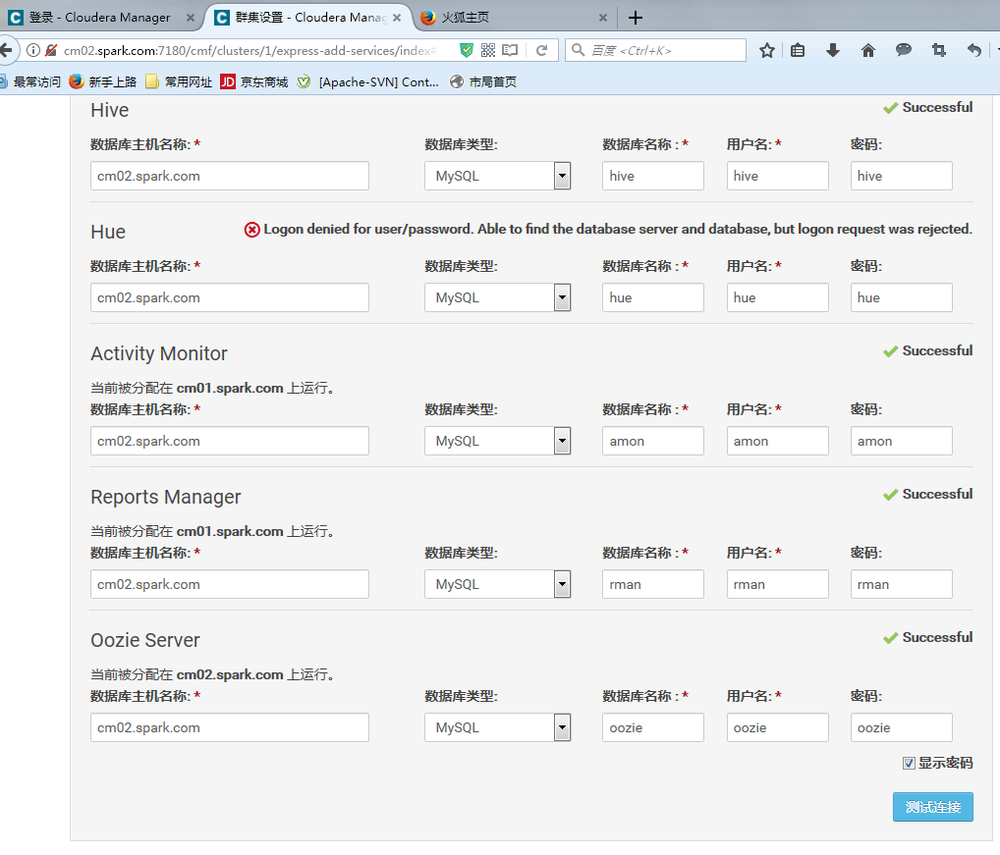 登录 - Cloudera Manager
群集设置 - Cloudera Manag
火狐主页
cm02.spark.com:7180/cmf/clusters/1/express-add-services/index#
百度 <Ctrl+K>
最常访问 新手上路 常用网址 JD 京东商城 [Apache-SVN] Cont... 市局首页
Hive Successful
数据库主机名称: * 数据库类型: 数据库名称 : * 用户名: * 密码:
cm02.spark.com MySQL hive hive hive
Hue Logon denied for user/password. Able to find the database server and database, but logon request was rejected.
数据库主机名称: * 数据库类型: 数据库名称 : * 用户名: * 密码:
cm02.spark.com MySQL hue hue hue
Activity Monitor Successful
当前被分配在 cm01.spark.com 上运行。
数据库主机名称: * 数据库类型: 数据库名称 : * 用户名: * 密码:
cm02.spark.com MySQL amon amon amon
Reports Manager Successful
当前被分配在 cm01.spark.com 上运行。
数据库主机名称: * 数据库类型: 数据库名称 : * 用户名: * 密码:
cm02.spark.com MySQL rman rman rman
Oozie Server Successful
当前被分配在 cm02.spark.com 上运行。
数据库主机名称: * 数据库类型: 数据库名称 : * 用户名: * 密码:
cm02.spark.com MySQL oozie oozie oozie
显示密码
测试连接